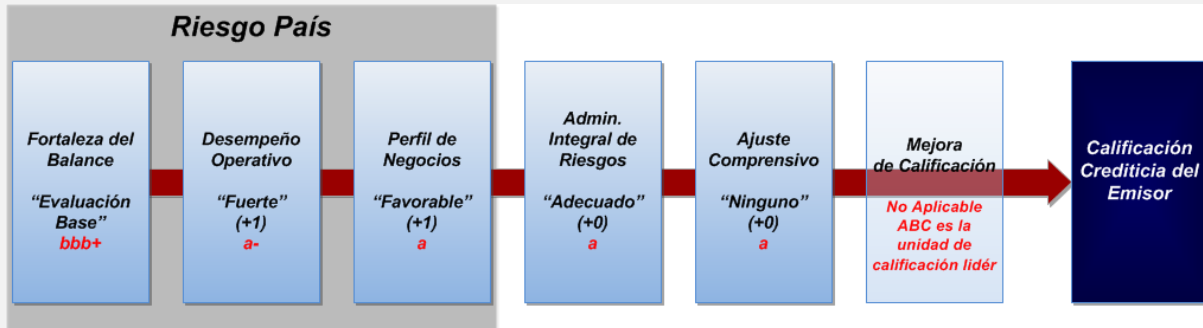 Riesgo País
Fortaleza del
Balance
“Evaluación
Base”
bbb+
Desempeño
Operativo
“Fuerte”
(+1)
a-
Perfil de
Negocios
“Favorable”
(+1)
a
Admin.
Integral de
Riesgos
“Adecuado”
(+0)
a
Ajuste
Comprensivo
“Ninguno”
(+0)
a
Mejora
de Calificación
No Aplicable
ABC es la
unidad de
calificación lidér
Calificación
Crediticia del
Emisor